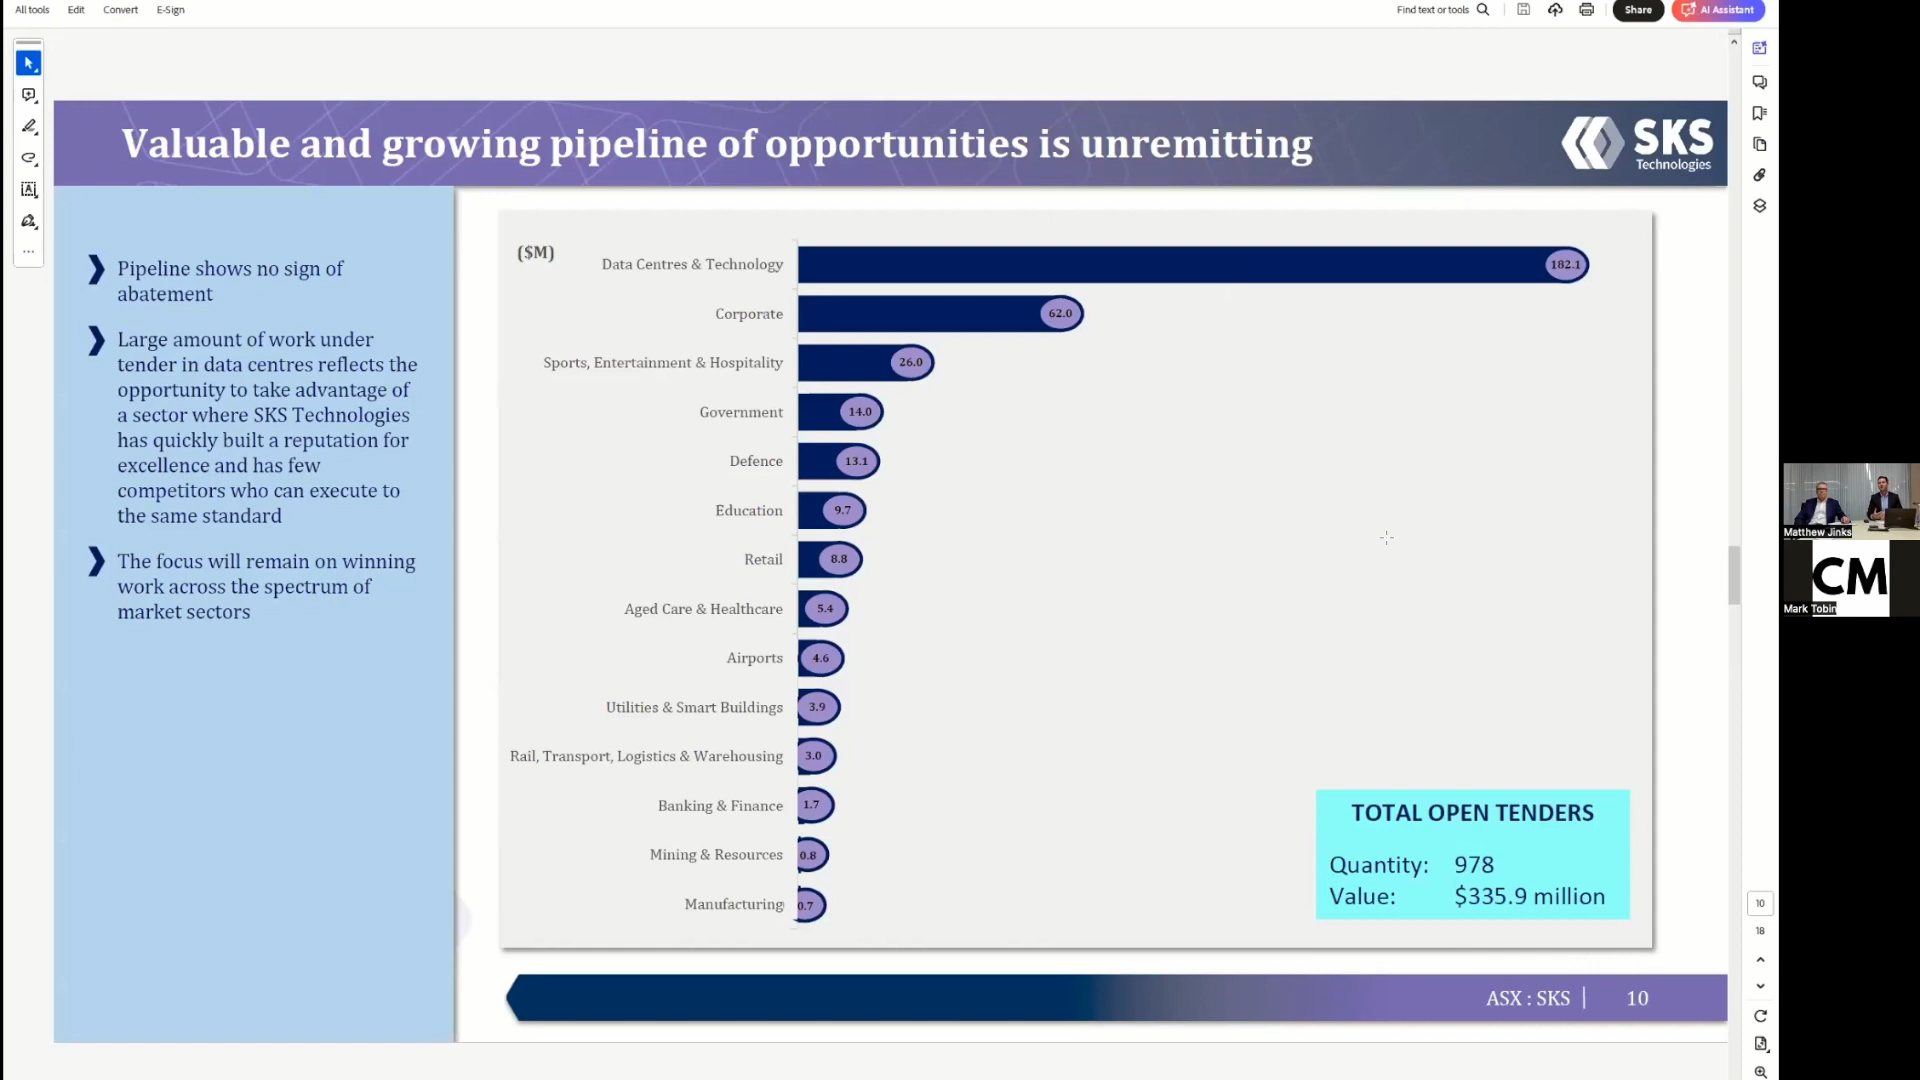 All tools Edit Convert E-Sign
Find text or tools Share AI Assistant
Valuable and growing pipeline of opportunities is unremitting
SKS
Technologies
Pipeline shows no sign of
abatement
Large amount of work under
tender in data centres reflects the
opportunity to take advantage of
a sector where SKS Technologies
has quickly built a reputation for
excellence and has few
competitors who can execute to
the same standard
The focus will remain on winning
work across the spectrum of
market sectors
($M)
Data Centres & Technology 182.1
Corporate 62.0
Sports, Entertainment & Hospitality 26.0
Government 14.0
Defence 13.1
Education 9.7
Retail 8.8
Aged Care & Healthcare 5.4
Airports 4.6
Utilities & Smart Buildings 3.9
Rail, Transport, Logistics & Warehousing 3.0
Banking & Finance 1.7
Mining & Resources 0.8
Manufacturing 0.7
TOTAL OPEN TENDERS
Quantity: 978
Value: $335.9 million
ASX : SKS | 10
10
18
Matthew Jinks
CM
Mark Tobin